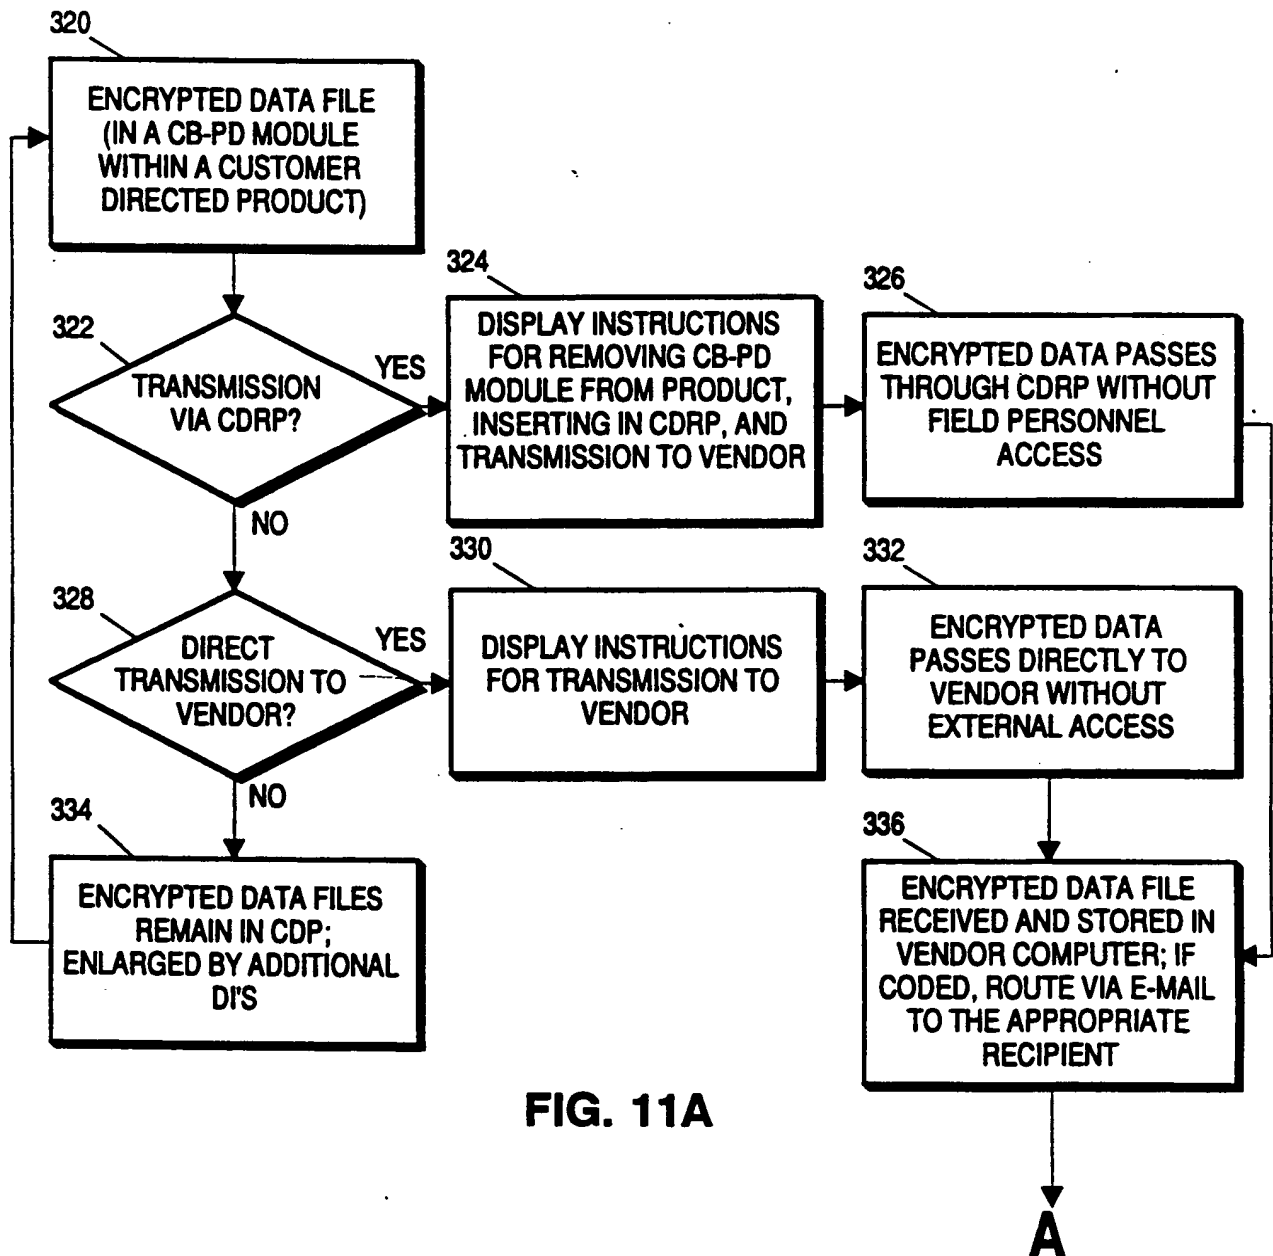 320
ENCRYPTED DATA FILE
(IN A CB-PD MODULE
WITHIN A CUSTOMER
DIRECTED PRODUCT)
322
TRANSMISSION
VIA CDRP?
YES
NO
324
DISPLAY INSTRUCTIONS
FOR REMOVING CB-PD
MODULE FROM PRODUCT,
INSERTING IN CDRP, AND
TRANSMISSION TO VENDOR
326
ENCRYPTED DATA PASSES
THROUGH CDRP WITHOUT
FIELD PERSONNEL
ACCESS
328
DIRECT
TRANSMISSION TO
VENDOR?
YES
NO
330
DISPLAY INSTRUCTIONS
FOR TRANSMISSION TO
VENDOR
332
ENCRYPTED DATA
PASSES DIRECTLY TO
VENDOR WITHOUT
EXTERNAL ACCESS
334
ENCRYPTED DATA FILES
REMAIN IN CDP;
ENLARGED BY ADDITIONAL
DI'S
336
ENCRYPTED DATA FILE
RECEIVED AND STORED IN
VENDOR COMPUTER; IF
CODED, ROUTE VIA E-MAIL
TO THE APPROPRIATE
RECIPIENT
FIG. 11A
A